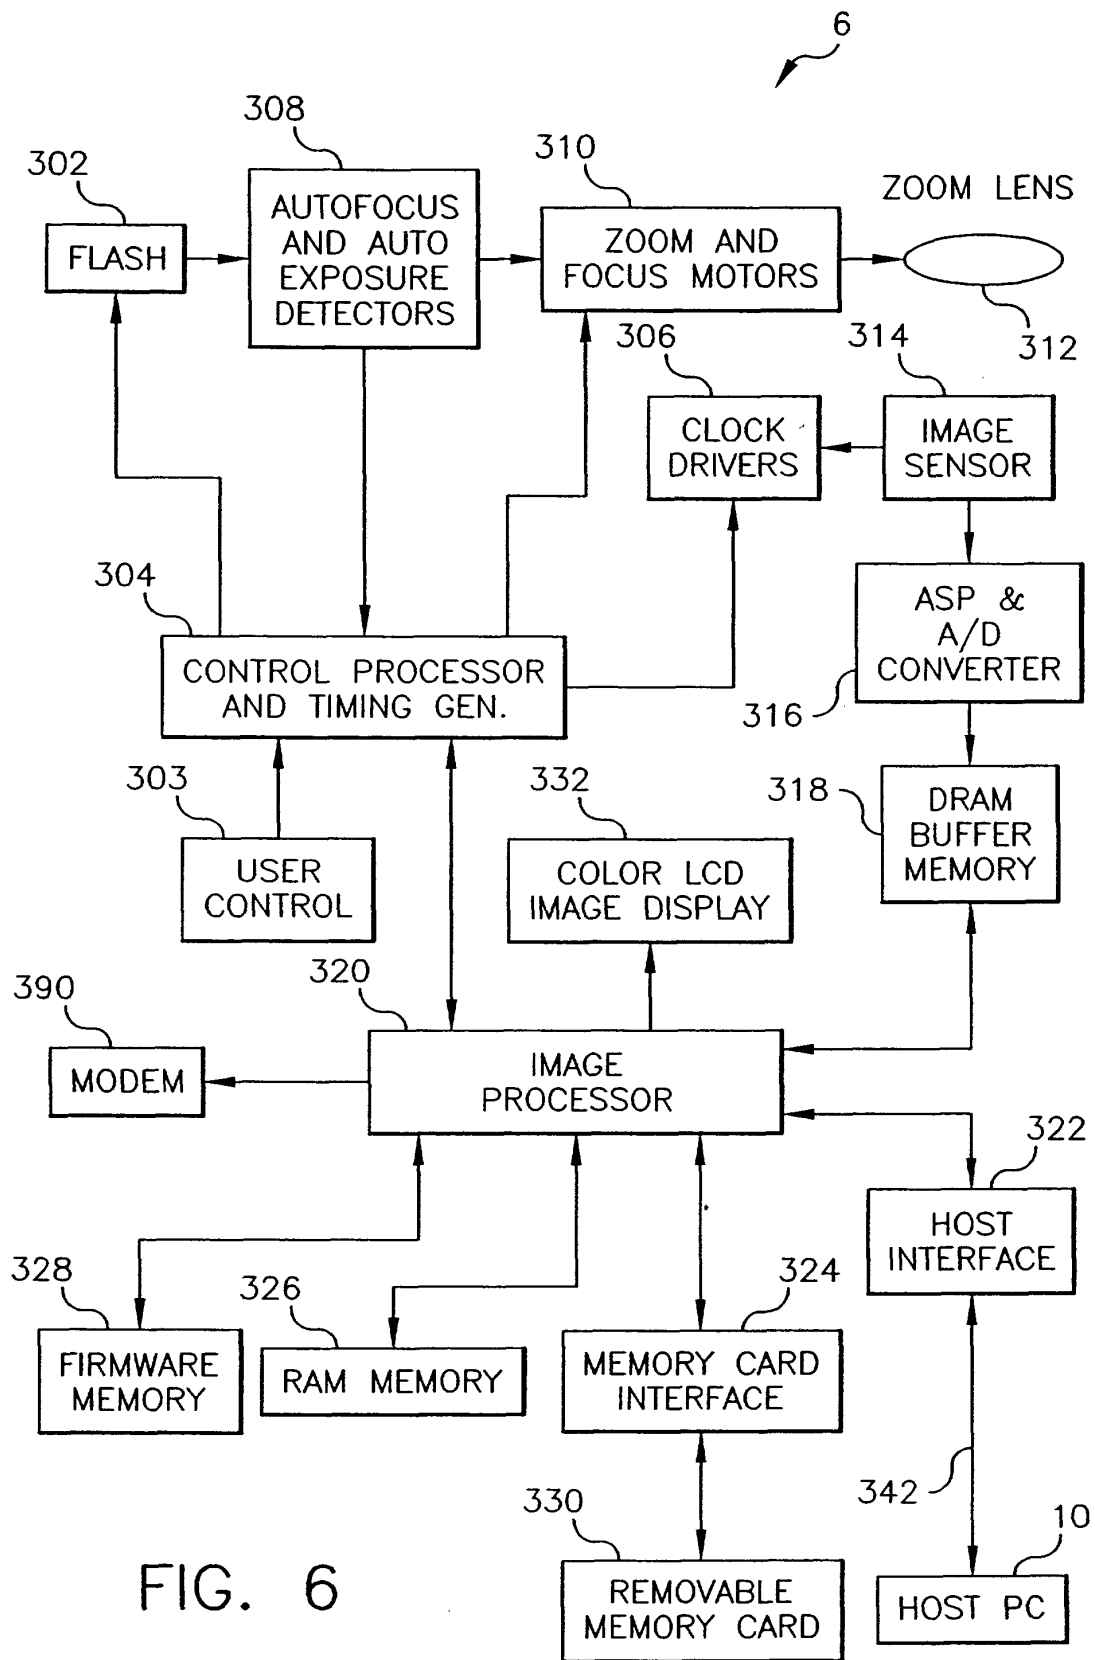 6
308
302
310
ZOOM LENS
FLASH
AUTOFOCUS
AND AUTO
EXPOSURE
DETECTORS
ZOOM AND
FOCUS MOTORS
312
306
314
CLOCK
DRIVERS
IMAGE
SENSOR
304
CONTROL PROCESSOR
AND TIMING GEN.
ASP &
A/D
CONVERTER
316
303
332
318
USER
CONTROL
COLOR LCD
IMAGE DISPLAY
DRAM
BUFFER
MEMORY
390
320
MODEM
IMAGE
PROCESSOR
322
HOST
INTERFACE
328
326
324
FIRMWARE
MEMORY
RAM MEMORY
MEMORY CARD
INTERFACE
342
330
10
REMOVABLE
MEMORY CARD
HOST PC
FIG. 6